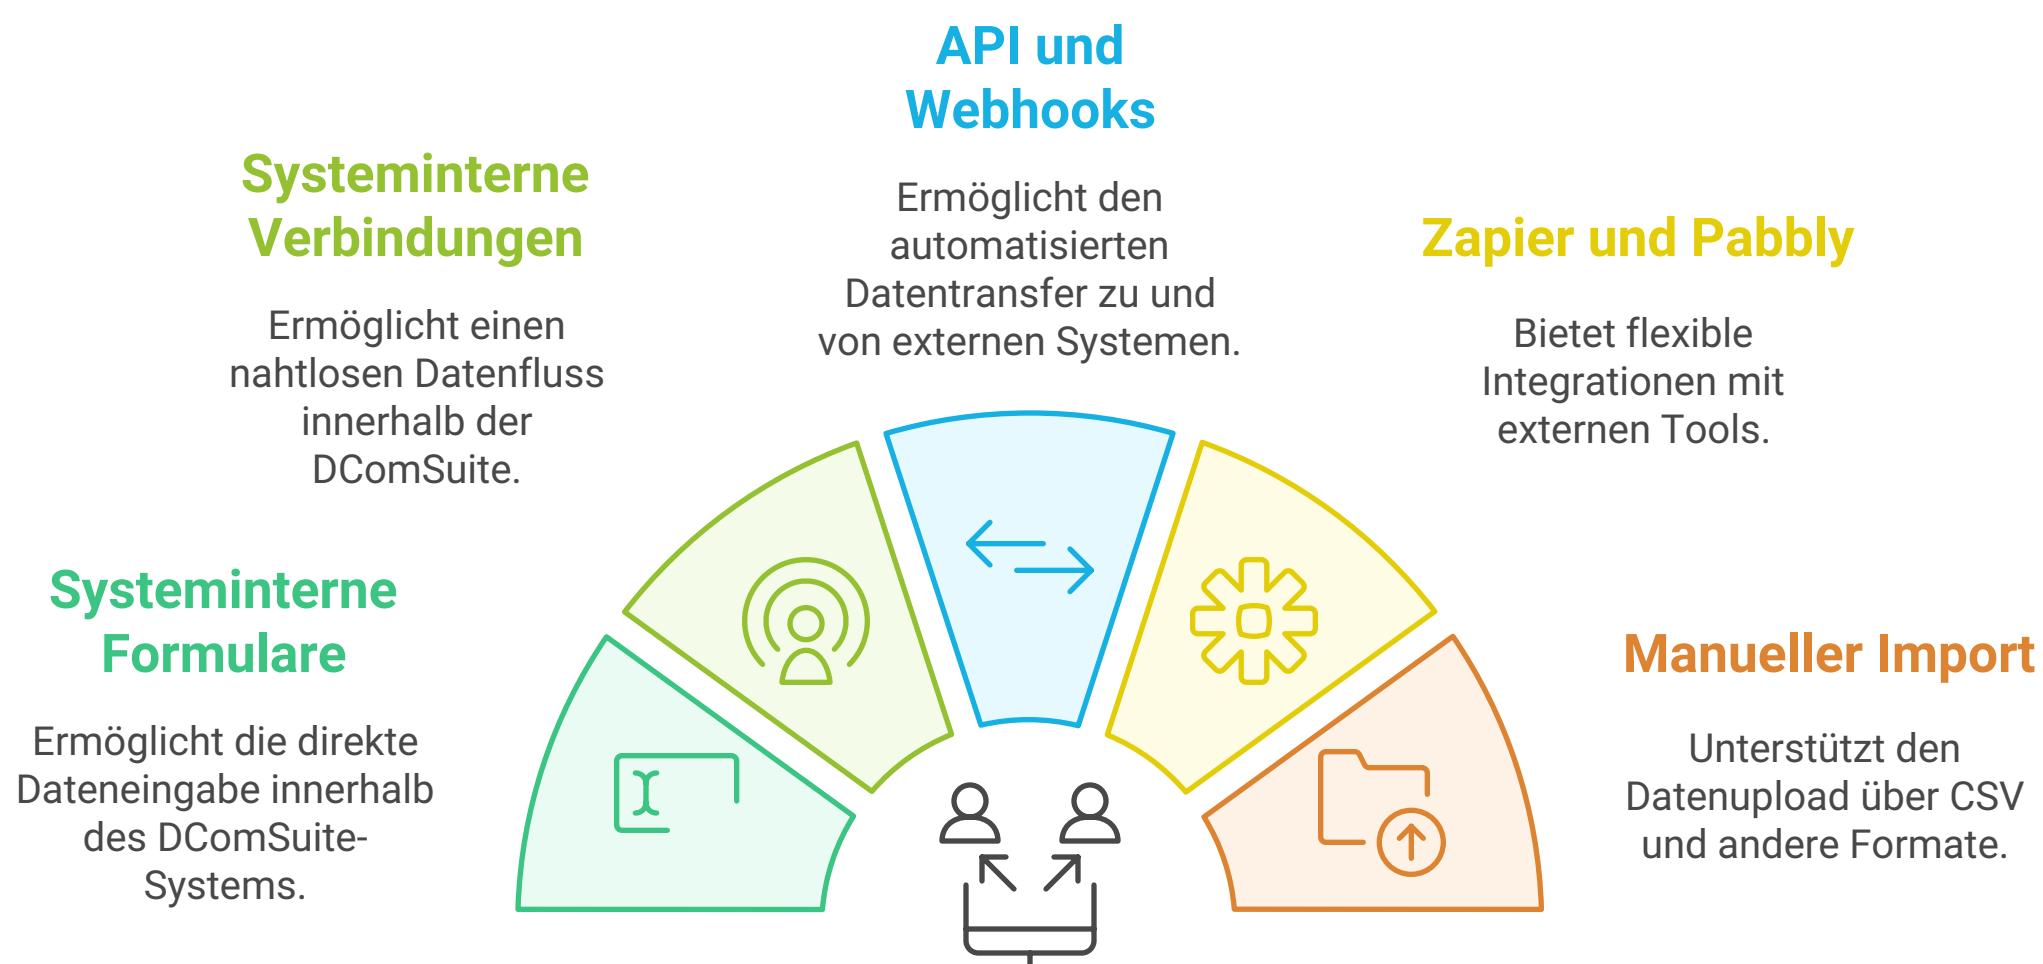 API und
Webhooks
Ermöglicht den
automatisierten
Datentransfer zu und
von externen Systemen.
Systeminterne
Verbindungen
Ermöglicht einen
nahtlosen Datenfluss
innerhalb der
DComSuite.
Zapier und Pabbly
Bietet flexible
Integrationen mit
externen Tools.
Systeminterne
Formulare
Ermöglicht die direkte
Dateneingabe innerhalb
des DComSuite-
Systems.
Manueller Import
Unterstützt den
Datenupload über CSV
und andere Formate.